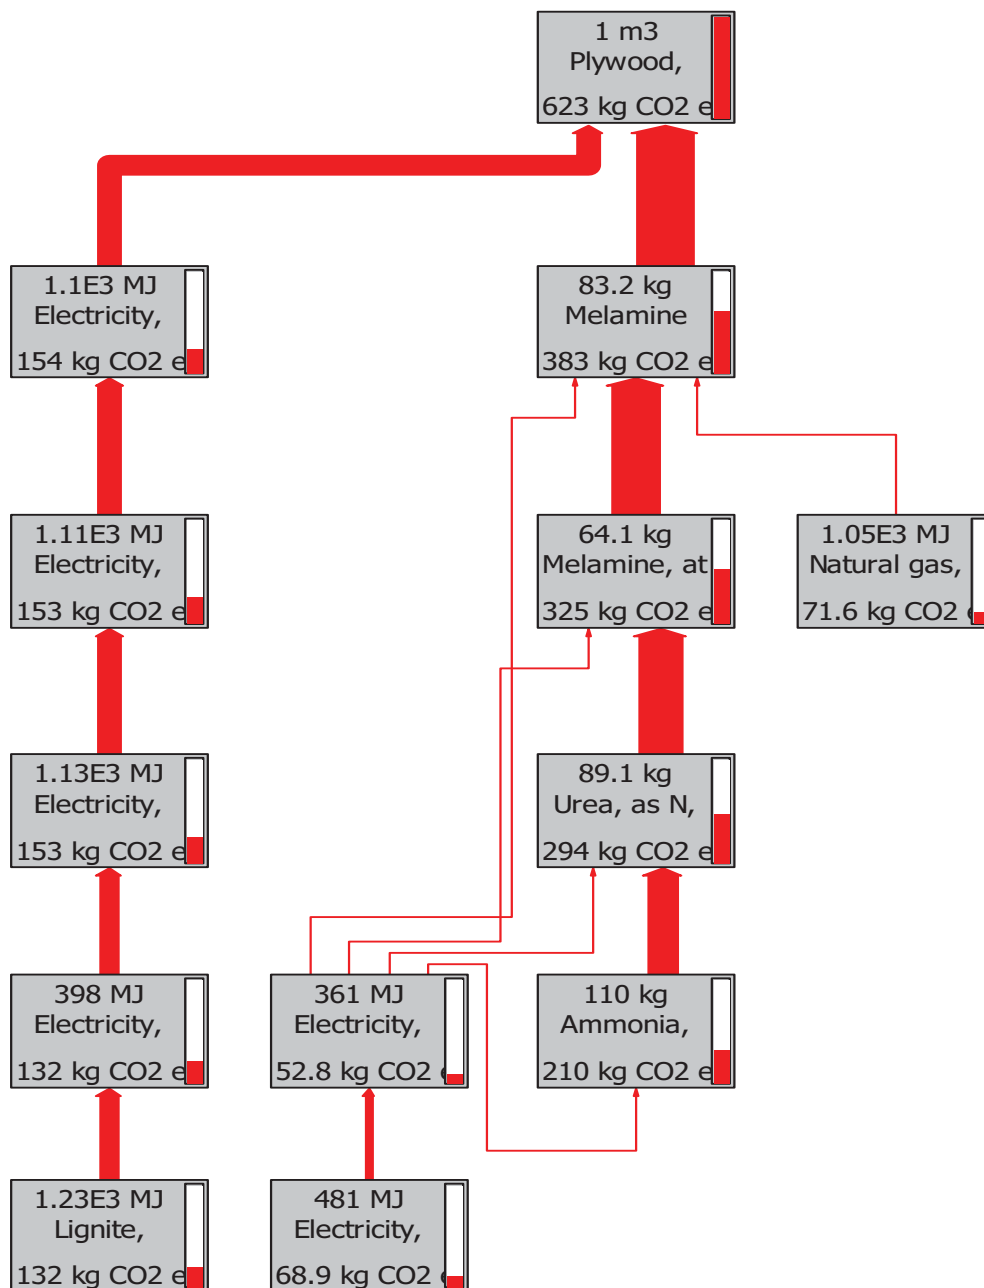 1 m3
Plywood,
623 kg CO2 e
1.1E3 MJ
Electricity,
154 kg CO2 e
83.2 kg
Melamine
383 kg CO2 e
1.11E3 MJ
Electricity,
153 kg CO2 e
64.1 kg
Melamine, at
325 kg CO2 e
1.05E3 MJ
Natural gas,
71.6 kg CO2 e
1.13E3 MJ
Electricity,
153 kg CO2 e
89.1 kg
Urea, as N,
294 kg CO2 e
398 MJ
Electricity,
132 kg CO2 e
361 MJ
Electricity,
52.8 kg CO2 e
110 kg
Ammonia,
210 kg CO2 e
1.23E3 MJ
Lignite,
132 kg CO2 e
481 MJ
Electricity,
68.9 kg CO2 e